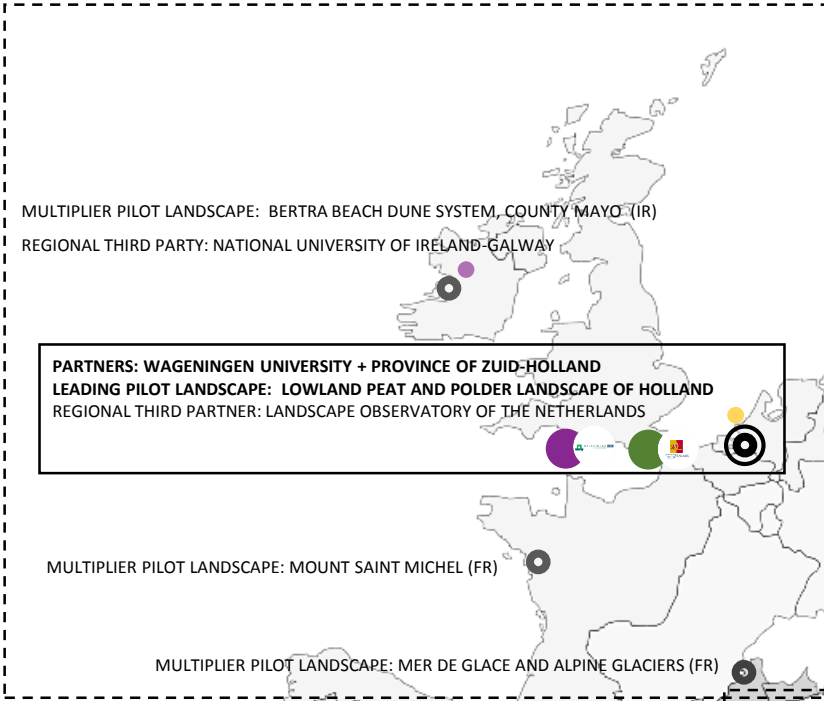 MULTIPLIER PILOT LANDSCAPE: BERTRA BEACH DUNE SYSTEM, COUNTY MAYO (IR)
REGIONAL THIRD PARTY: NATIONAL UNIVERSITY OF IRELAND-GALWAY
PARTNERS: WAGENINGEN UNIVERSITY + PROVINCE OF ZUID-HOLLAND
LEADING PILOT LANDSCAPE: LOWLAND PEAT AND POLDER LANDSCAPE OF HOLLAND
REGIONAL THIRD PARTNER: LANDSCAPE OBSERVATORY OF THE NETHERLANDS
MULTIPLIER PILOT LANDSCAPE: MOUNT SAINT MICHEL (FR)
MULTIPLIER PILOT LANDSCAPE: MER DE GLACE AND ALPINE GLACIERS (FR)